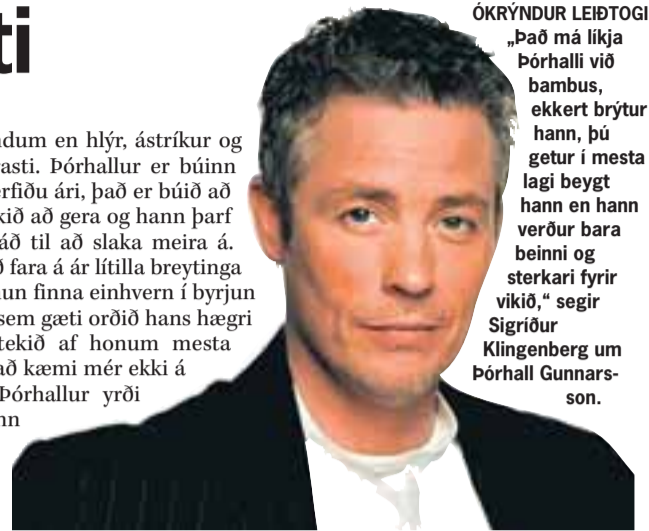 ti
ndum en hlýr, ástríkur og
rasti. Þórhallur er búinn
erfiðu ári, það er búið að
kið að gera og hann þarf
áð til að slaka meira á.
ð fara á ár lítilla breytinga
nun finna einhvern í byrjun
sem gæti orðið hans hægri
tekið af honum mesta
að kæmi mér ekki á
Þórhallur yrði
nn
ÓKRÝNDUR LEIÐTOGI
„Það má líkja
Þórhalli við
bambus,
ekkert brýtur
hann, þú
getur í mesta
lagi beygt
hann en hann
verður bara
beinni og
sterkari fyrir
vikið,“ segir
Sigríður
Klingenberg um
Þórhall Gunnars-
son.